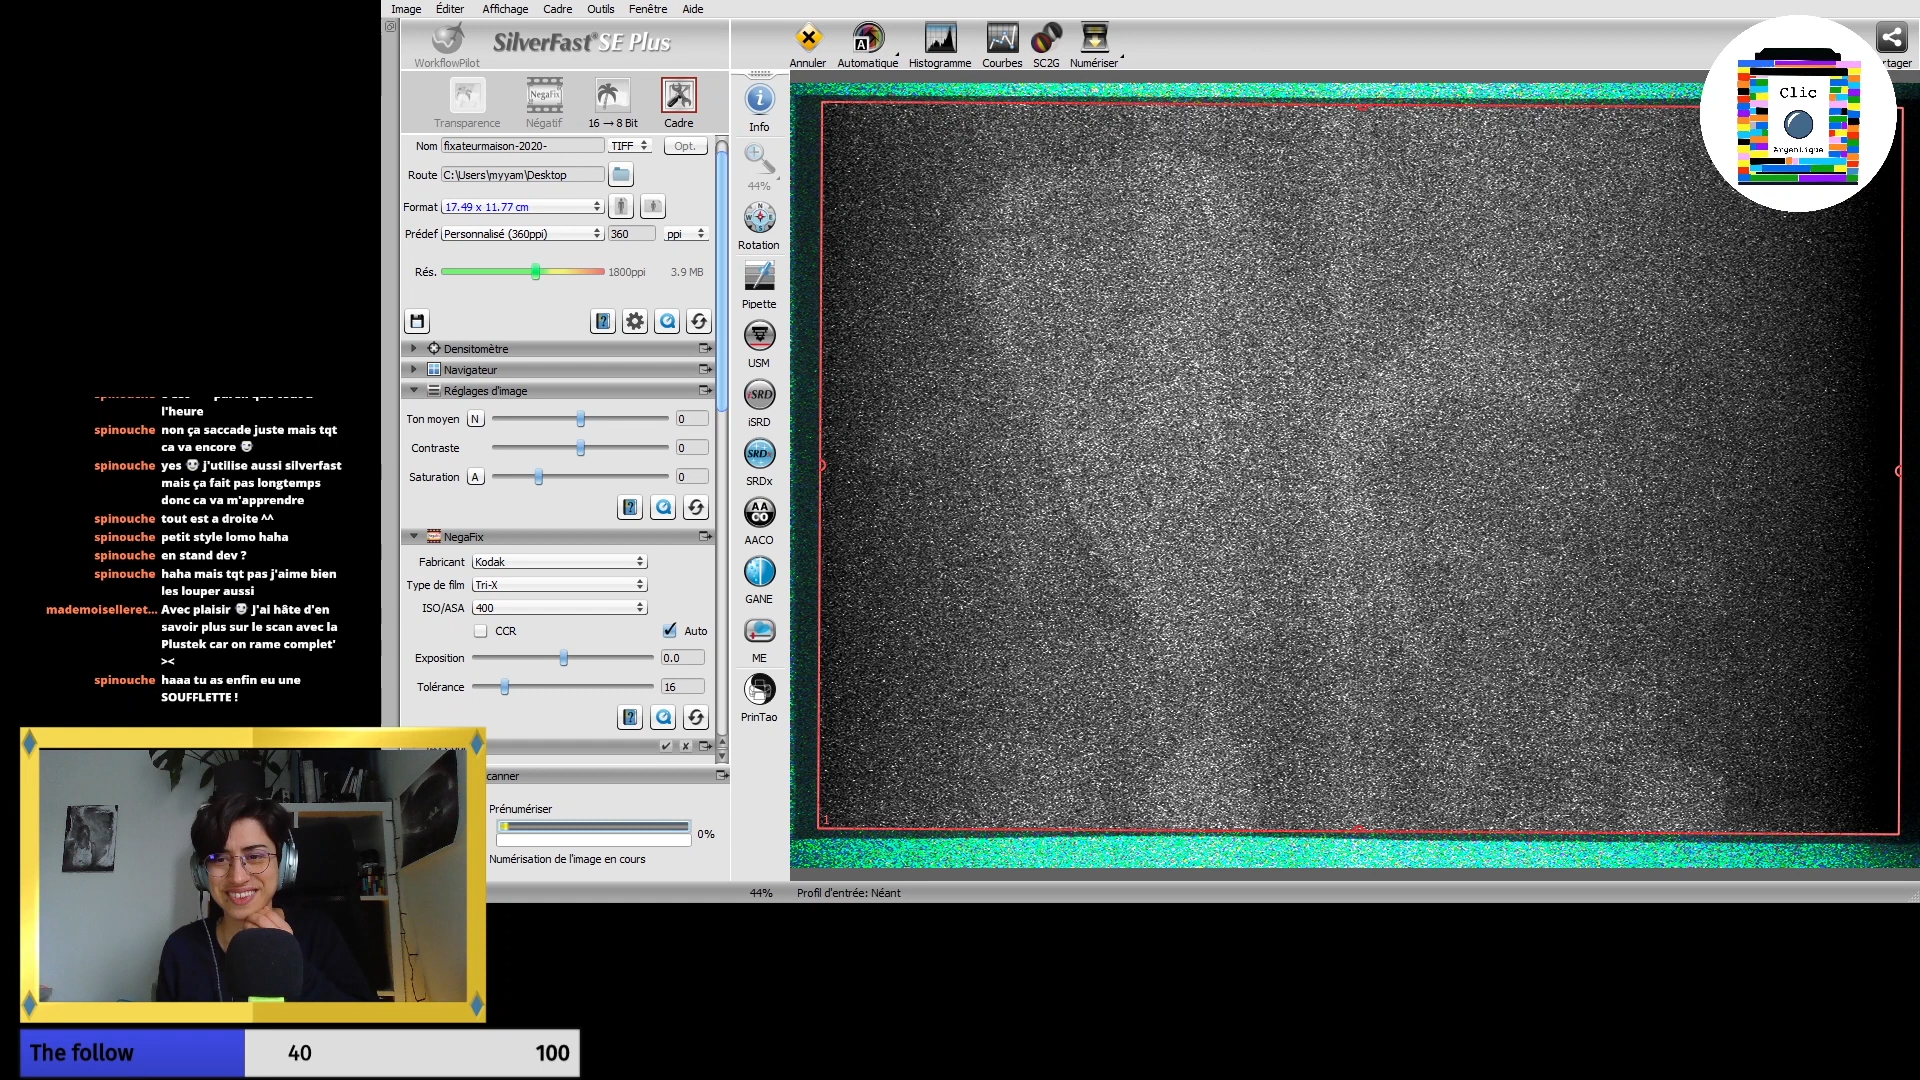 Image Éditer Affichage Cadre Outils Fenêtre Aide
WorkflowPilot
SilverFast® SE Plus
Annuler Automatique Histogramme Courbes SC2G Numériser
Clic
Argentique
NegaFix
Transparence Négatif 16 → 8 Bit Cadre
Nom fixateurmaison-2020- TIFF Opt.
Route C:\Users\myyam\Desktop
Format 17.49 x 11.77 cm
Prédef Personnalisé (360ppi) 360 ppi
Rés. 1800ppi 3.9 MB
Densitomètre
Navigateur
Réglages d'image
Ton moyen N 0
Contraste 0
Saturation A 0
NegaFix
Fabricant Kodak
Type de film Tri-X
ISO/ASA 400
CCR Auto
Exposition 0.0
Tolérance 16
canner
Prénumériser
0%
Numérisation de l'image en cours
Info
44%
N
W E
S
Rotation
Pipette
USM
iSRD
iSRD
SRD
SRDx
AA
CO
AACO
GANE
ME
PrinTao
1
44% Profil d'entrée: Néant
l'heure
spinouche non ça saccade juste mais tqt
ca va encore
spinouche yes j'utilise aussi silverfast
mais ça fait pas longtemps
donc ca va m'apprendre
spinouche tout est a droite ^^
spinouche petit style lomo haha
spinouche en stand dev ?
spinouche haha mais tqt pas j'aime bien
les louper aussi
mademoiselleret... Avec plaisir J'ai hâte d'en
savoir plus sur le scan avec la
Plustek car on rame complet'
><
spinouche haaa tu as enfin eu une
SOUFFLETTE !
The follow 40 100